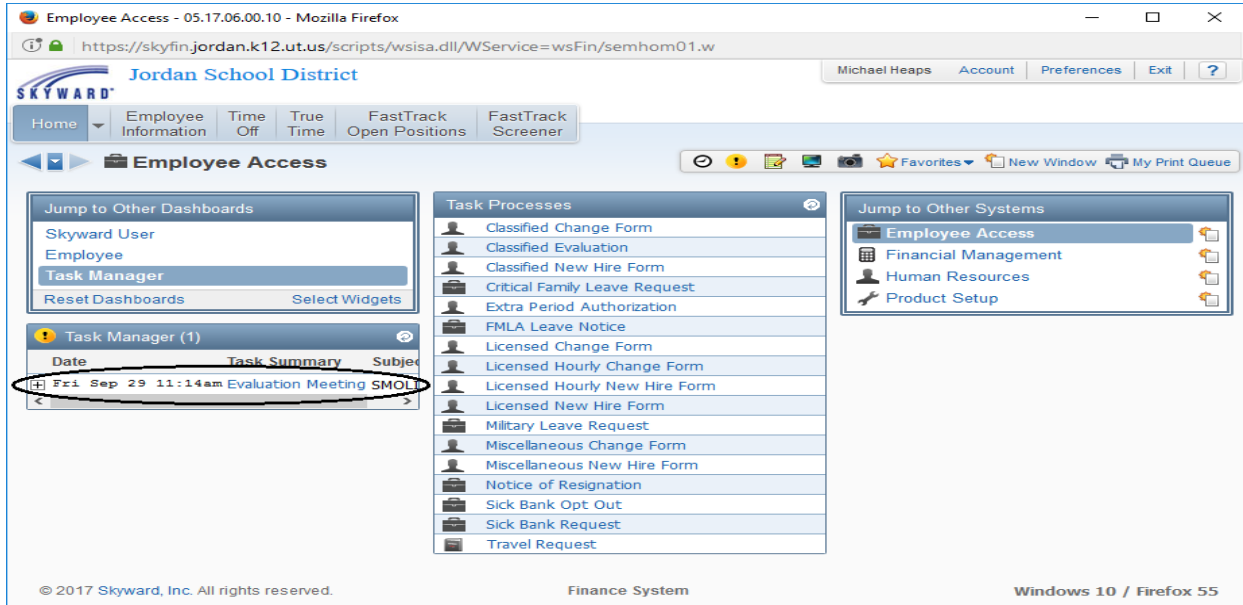 Employee Access - 05.17.06.00.10 - Mozilla Firefox
https://skyfin.jordan.k12.ut.us/scripts/wsisa.dll/WService=wsFin/semhom01.w
SKYWARD
Jordan School District
Michael Heaps Account Preferences Exit ?
Home
Employee Information
Time Off
True Time
FastTrack Open Positions
FastTrack Screener
Employee Access
Favorites New Window My Print Queue
Jump to Other Dashboards
Skyward User
Employee
Task Manager
Reset Dashboards Select Widgets
Task Manager (1)
Date Task Summary Subjec
Fri Sep 29 11:14am Evaluation Meeting SMOLI
Task Processes
Classified Change Form
Classified Evaluation
Classified New Hire Form
Critical Family Leave Request
Extra Period Authorization
FMLA Leave Notice
Licensed Change Form
Licensed Hourly Change Form
Licensed Hourly New Hire Form
Licensed New Hire Form
Military Leave Request
Miscellaneous Change Form
Miscellaneous New Hire Form
Notice of Resignation
Sick Bank Opt Out
Sick Bank Request
Travel Request
Jump to Other Systems
Employee Access
Financial Management
Human Resources
Product Setup
© 2017 Skyward, Inc. All rights reserved.
Finance System
Windows 10 / Firefox 55